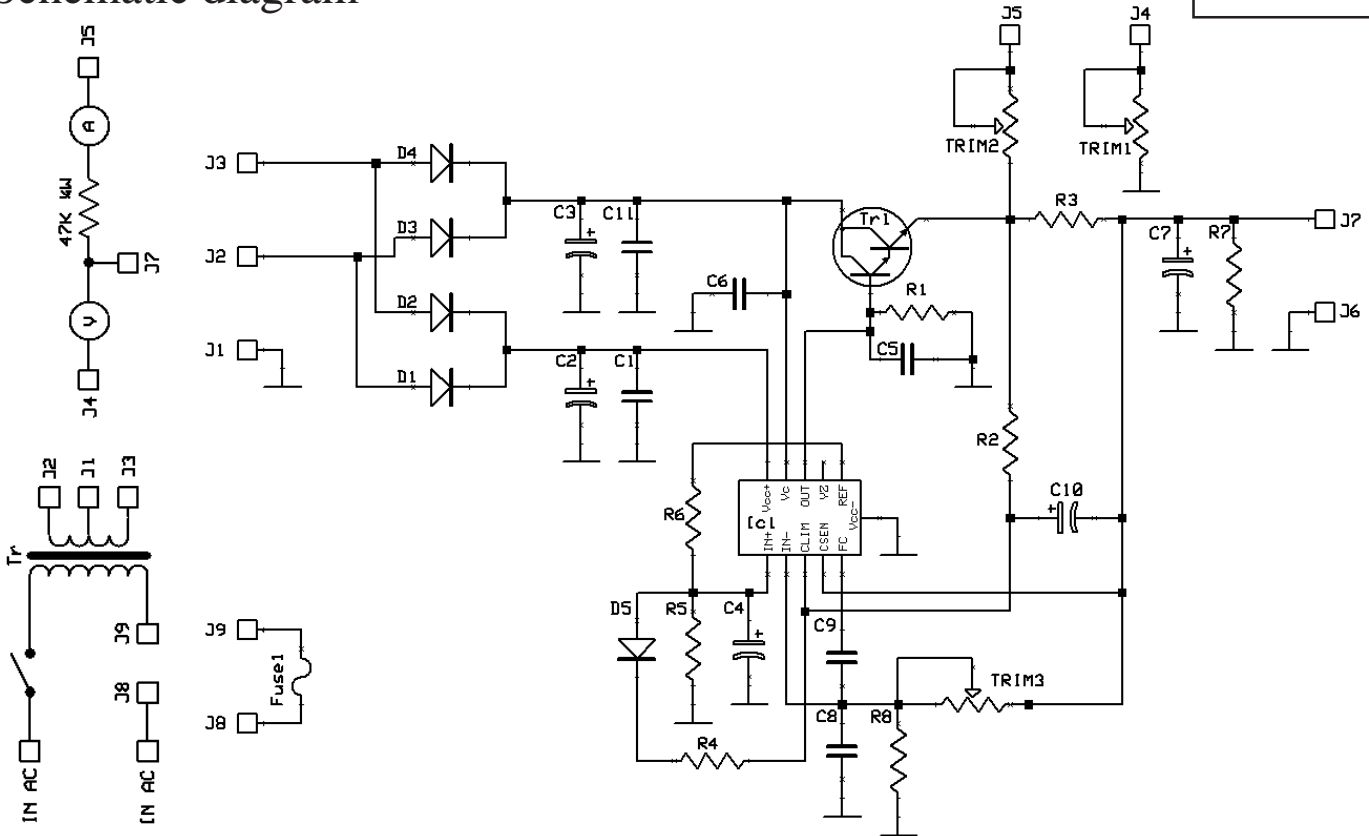 schematic diagram
J5
A
47K ¼W
J7
V
J4
J2
J1
J3
Tr
J9
J8
IN AC
IN AC
J3
J2
J1
J9
Fuse1
J8
D4
D3
D2
D1
C3
C11
C2
C1
C6
Tr1
R1
C5
J5
J4
TRIM2
TRIM1
R3
C7
R7
J7
J6
R2
C10
R6
Ic1
Vcc+
Vc
OUT
VZ
REF
Vcc-
IN+
IN-
CLIM
CSEN
FC
D5
R5
C4
C9
C8
R8
TRIM3
R4